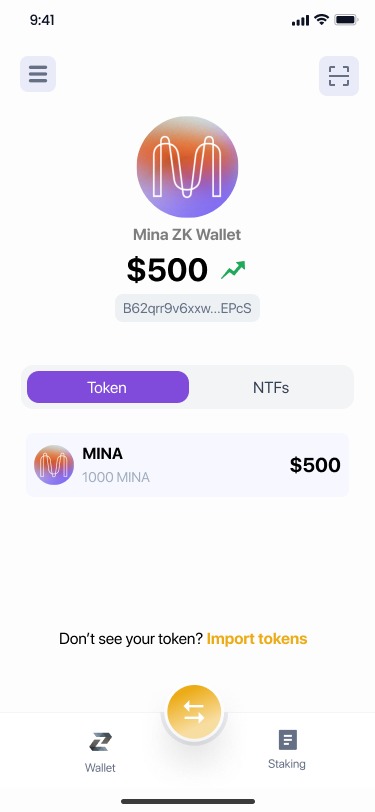 9:41
Mina ZK Wallet
$500
B62qrr9v6xxw...EPcS
Token
NTFs
MINA
1000 MINA
$500
Don't see your token? Import tokens
Wallet
Staking